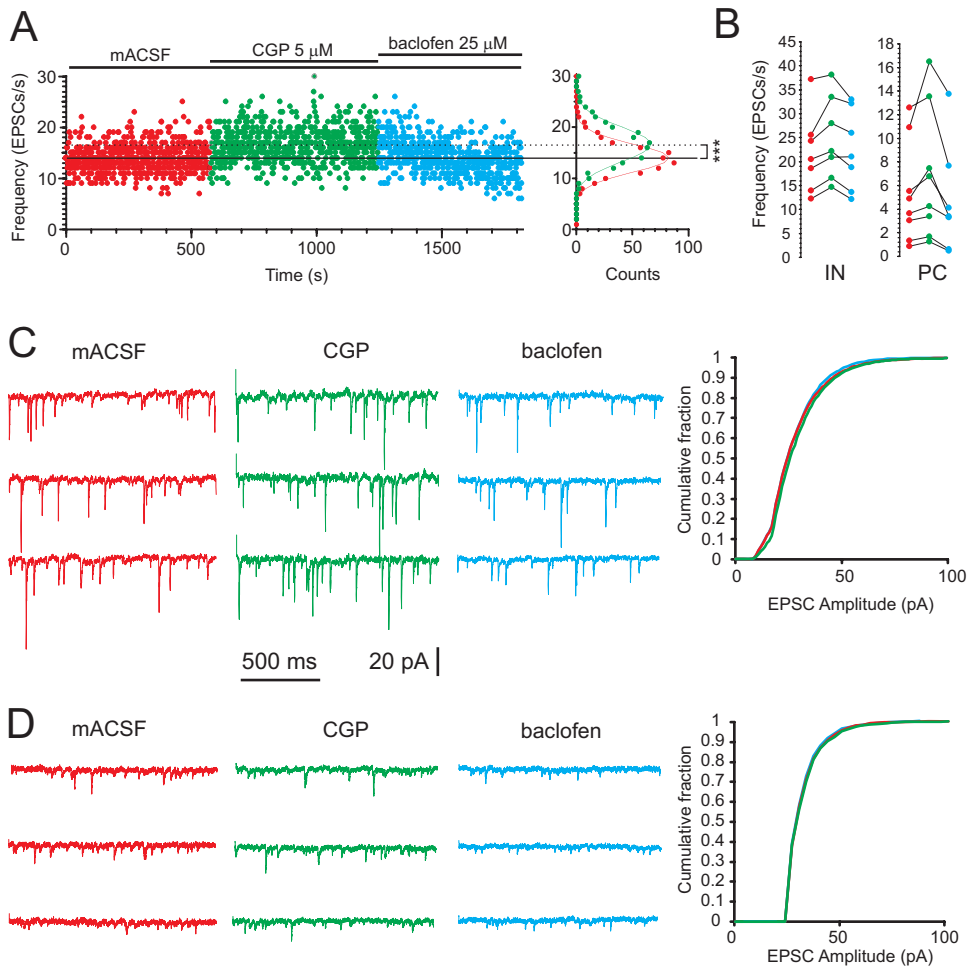 A
mACSF
CGP 5 μM
baclofen 25 μM
Frequency (EPSCs/s)
30
20
10
0
0
500
1000
1500
Time (s)
30
20
10
0
0
50
100
Counts
***
B
Frequency (EPSCs/s)
45
40
35
30
25
20
15
10
5
0
IN
18
16
14
12
10
8
6
4
2
0
PC
C
mACSF
CGP
baclofen
500 ms
20 pA
Cumulative fraction
1
0.9
0.8
0.7
0.6
0.5
0.4
0.3
0.2
0.1
0
0
50
100
EPSC Amplitude (pA)
D
mACSF
CGP
baclofen
Cumulative fraction
1
0.9
0.8
0.7
0.6
0.5
0.4
0.3
0.2
0.1
0
0
50
100
EPSC Amplitude (pA)